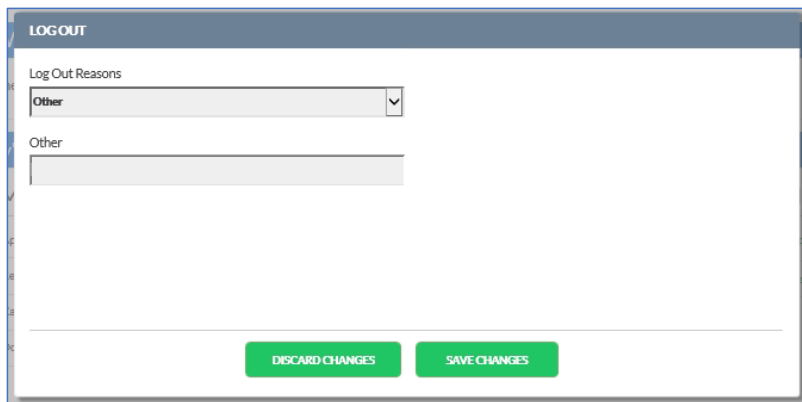 LOG OUT
Log Out Reasons
Other
Other
DISCARD CHANGES
SAVE CHANGES